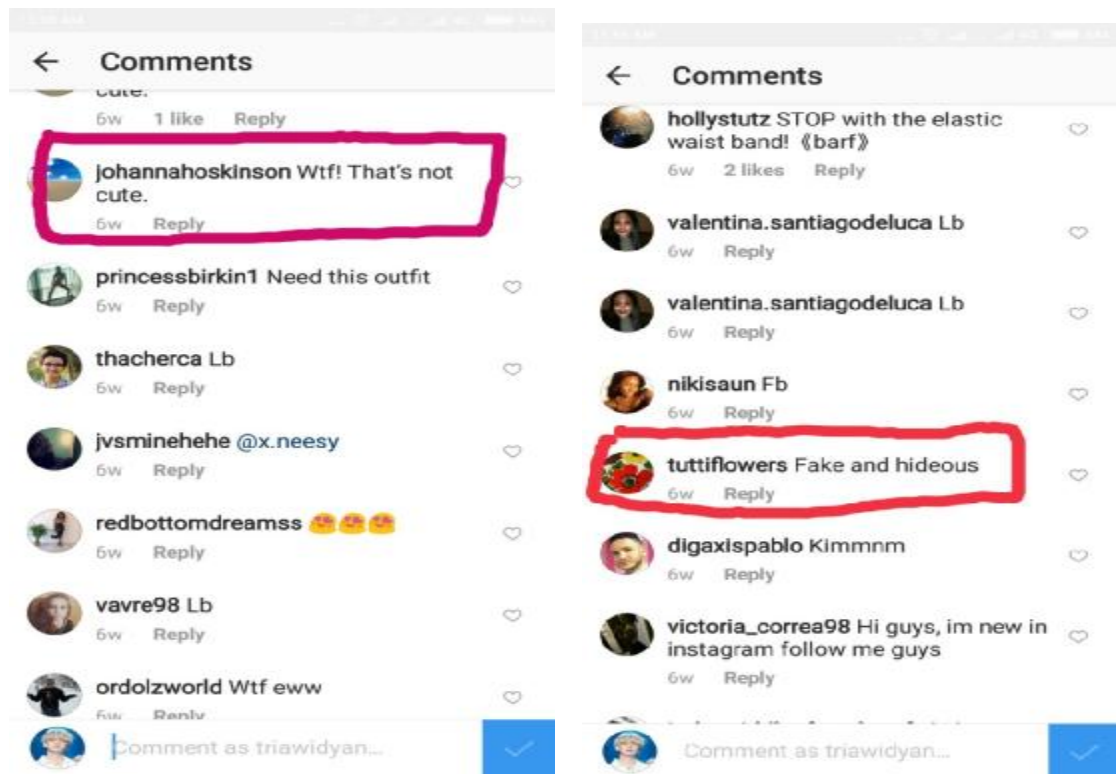 ← Comments
cute.
6w 1 like Reply
johannahoskinson Wtf! That's not
cute.
6w Reply
princessbirkin1 Need this outfit
6w Reply
thacherca Lb
6w Reply
jvsminehehe @x.neesy
6w Reply
redbottomdreamss 😍😍😍
6w Reply
vavre98 Lb
6w Reply
ordolzworld Wtf eww
6w Reply
Comment as triawidyan...
← Comments
hollystutz STOP with the elastic
waist band! 《barf》
6w 2 likes Reply
valentina.santiagodeluca Lb
6w Reply
valentina.santiagodeluca Lb
6w Reply
nikisaun Fb
6w Reply
tuttiflowers Fake and hideous
6w Reply
digaxispablo Kimmnm
6w Reply
victoria_correa98 Hi guys, im new in
instagram follow me guys
6w Reply
Comment as triawidyan...